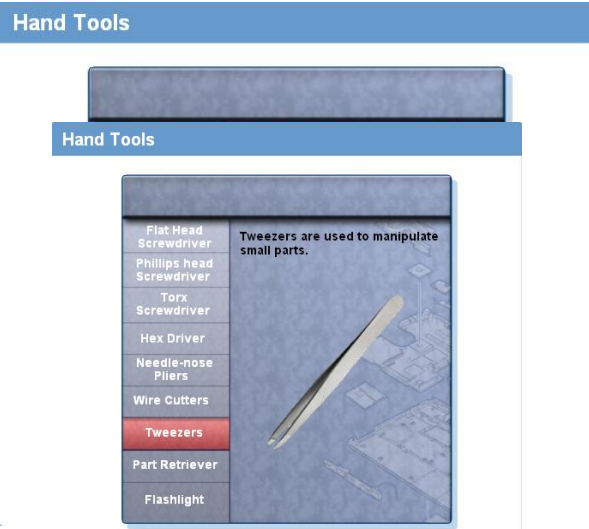 Hand Tools
Hand Tools
Flat Head
Screwdriver
Phillips head
Screwdriver
Torx
Screwdriver
Hex Driver
Needle-nose
Pliers
Wire Cutters
Tweezers
Part Retriever
Flashlight
Tweezers are used to manipulate
small parts.